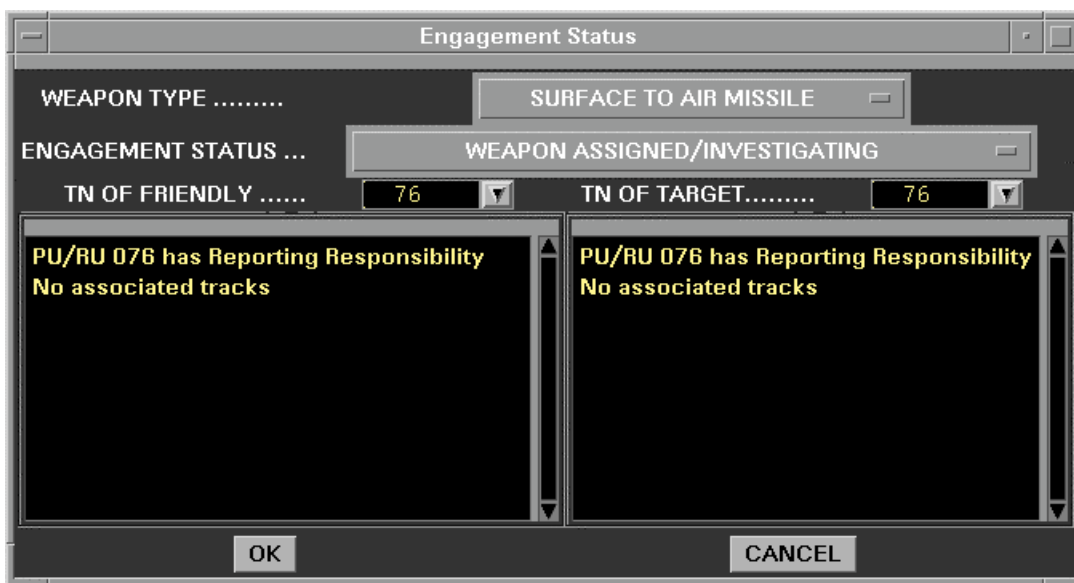 Engagement Status
WEAPON TYPE ......... SURFACE TO AIR MISSILE
ENGAGEMENT STATUS ... WEAPON ASSIGNED/INVESTIGATING
TN OF FRIENDLY ...... 76 TN OF TARGET......... 76
PU/RU 076 has Reporting Responsibility
No associated tracks
PU/RU 076 has Reporting Responsibility
No associated tracks
OK CANCEL